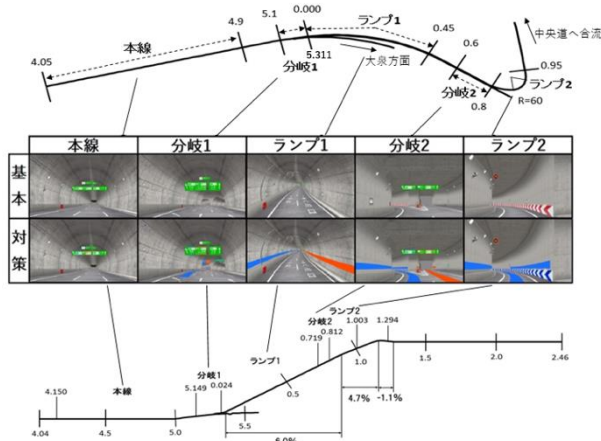 0.000
5.1
ランプ1
4.9
0.45
中央道へ合流
本線
0.6
5.311
大泉方面
0.95
4.05
分岐1
ランプ2
分岐2
0.8
R=60
本線 分岐1 ランプ1 分岐2 ランプ2
基本
対策
ランプ2
分岐2
1.003
1.294
0.812
0.719
ランプ1
分岐1
1.0
1.5
2.0
2.46
4.150
本線
5.149
0.024
0.5
4.7%
-1.1%
4.04
4.5
5.0
5.5
6.0%